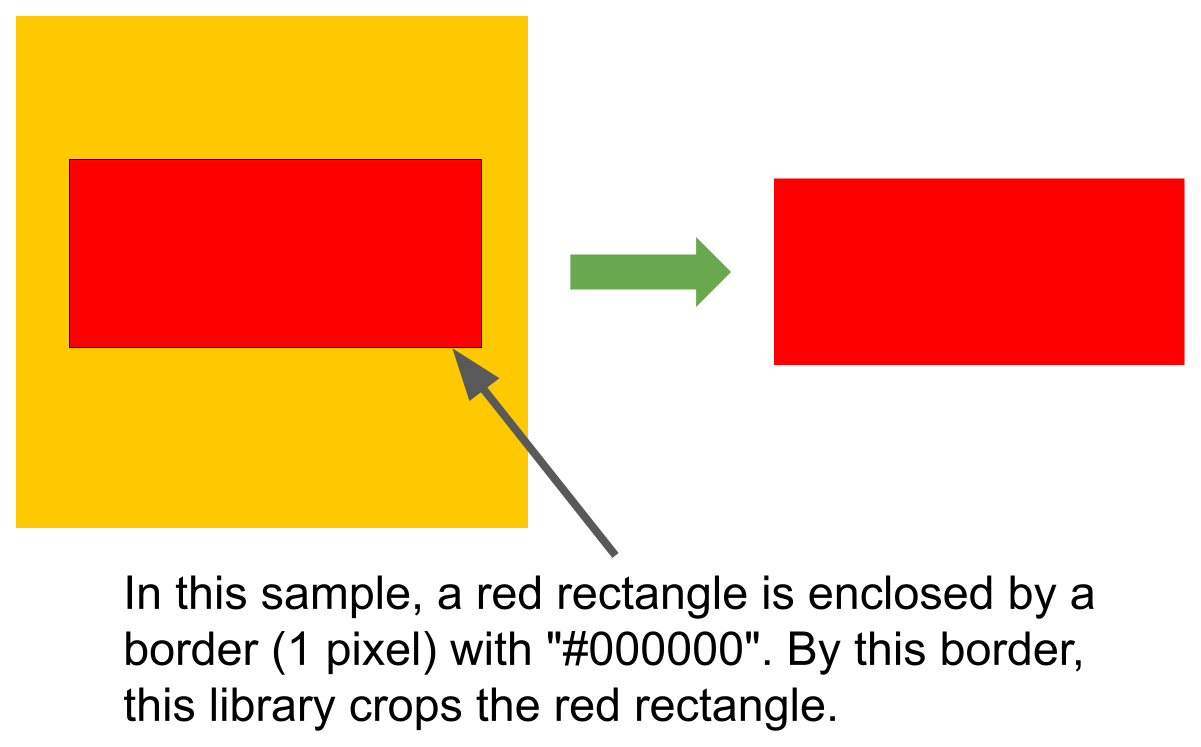 In this sample, a red rectangle is enclosed by a
border (1 pixel) with "#000000". By this border,
this library crops the red rectangle.